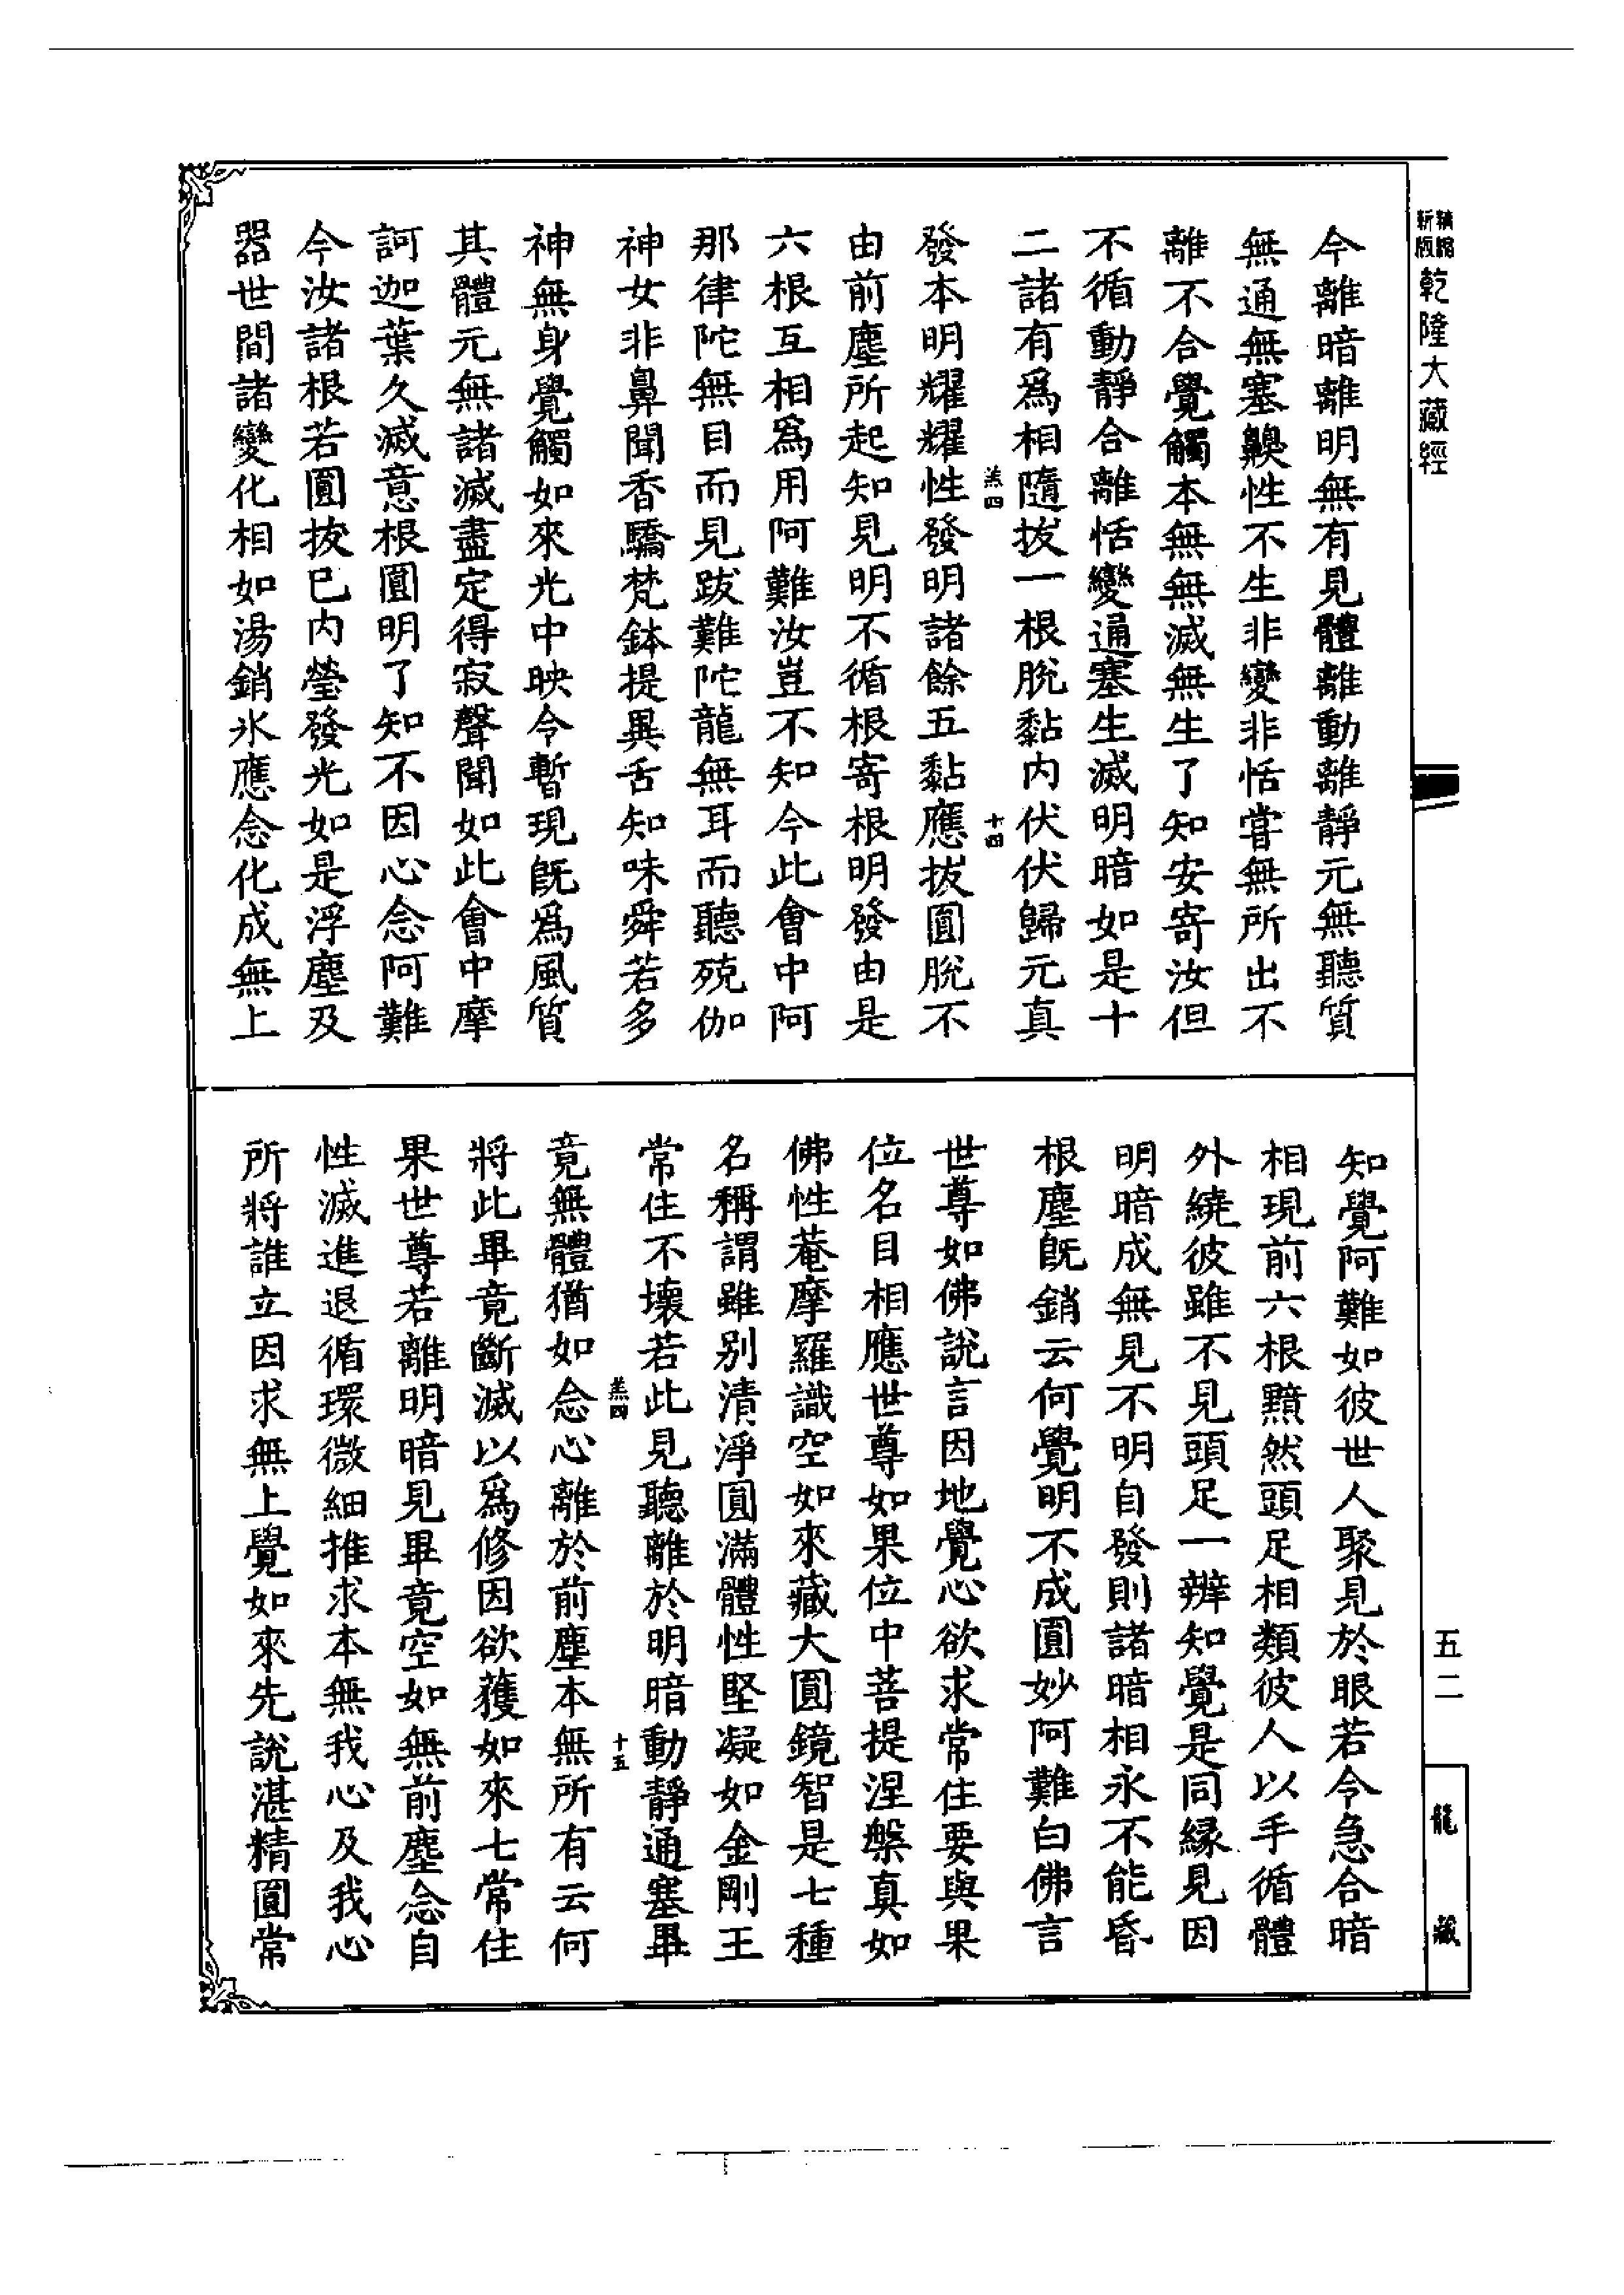 精縮
新版
乾隆大藏經
今離暗離明無有見體離動離靜元無聽質
無通無塞齅性不生非變非恬嘗無所出不
離不合覺觸本無無滅無生了知安寄汝但
不循動靜合離恬變通塞生滅明暗如是十
二諸有爲相隨拔一根脫黏內伏伏歸元真
羔四
十四
發本明耀耀性發明諸餘五黏應拔圓脫不
由前塵所起知見明不循根寄根明發由是
六根互相爲用阿難汝豈不知今此會中阿
那律陀無目而見跋難陀龍無耳而聽殑伽
神女非鼻聞香驕梵鉢提異舌知味舜若多
神無身覺觸如來光中映令暫現旣爲風質
其體元無諸滅盡定得寂聲聞如此會中摩
訶迦葉久滅意根圓明了知不因心念阿難
今汝諸根若圓拔已內瑩發光如是浮塵及
器世間諸變化相如湯銷氷應念化成無上
知覺阿難如彼世人聚見於眼若令急合暗
相現前六根黤然頭足相類彼人以手循體
外繞彼雖不見頭足一辨知覺是同緣見因
明暗成無見不明自發則諸暗相永不能昏
根塵旣銷云何覺明不成圓妙阿難白佛言
世尊如佛說言因地覺心欲求常住要與果
位名目相應世尊如果位中菩提涅槃真如
佛性菴摩羅識空如來藏大圓鏡智是七種
名稱謂雖別清淨圓滿體性堅凝如金剛王
常住不壞若此見聽離於明暗動靜通塞畢
羔四
十五
竟無體猶如念心離於前塵本無所有云何
將此畢竟斷滅以爲修因欲獲如來七常住
果世尊若離明暗見畢竟空如無前塵念自
性滅進退循環微細推求本無我心及我心
所將誰立因求無上覺如來先說湛精圓常
五二
龍藏